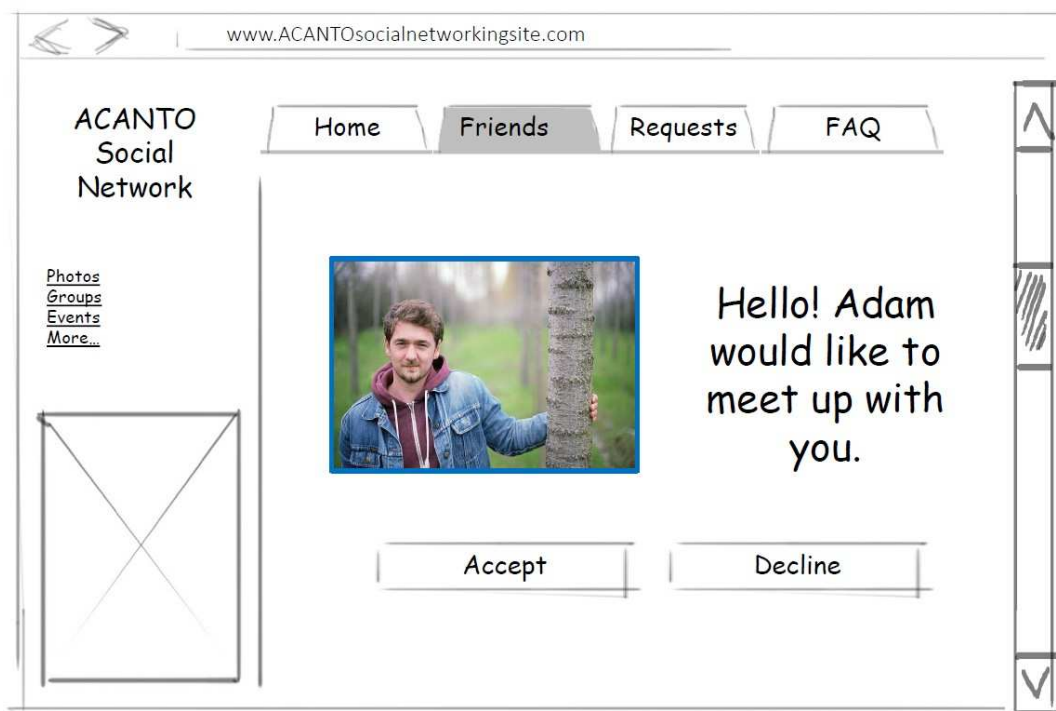 www.ACANTOsocialnetworkingsite.com
ACANTO
Social
Network
Home
Friends
Requests
FAQ
Photos
Groups
Events
More...
Hello! Adam
would like to
meet up with
you.
Accept
Decline